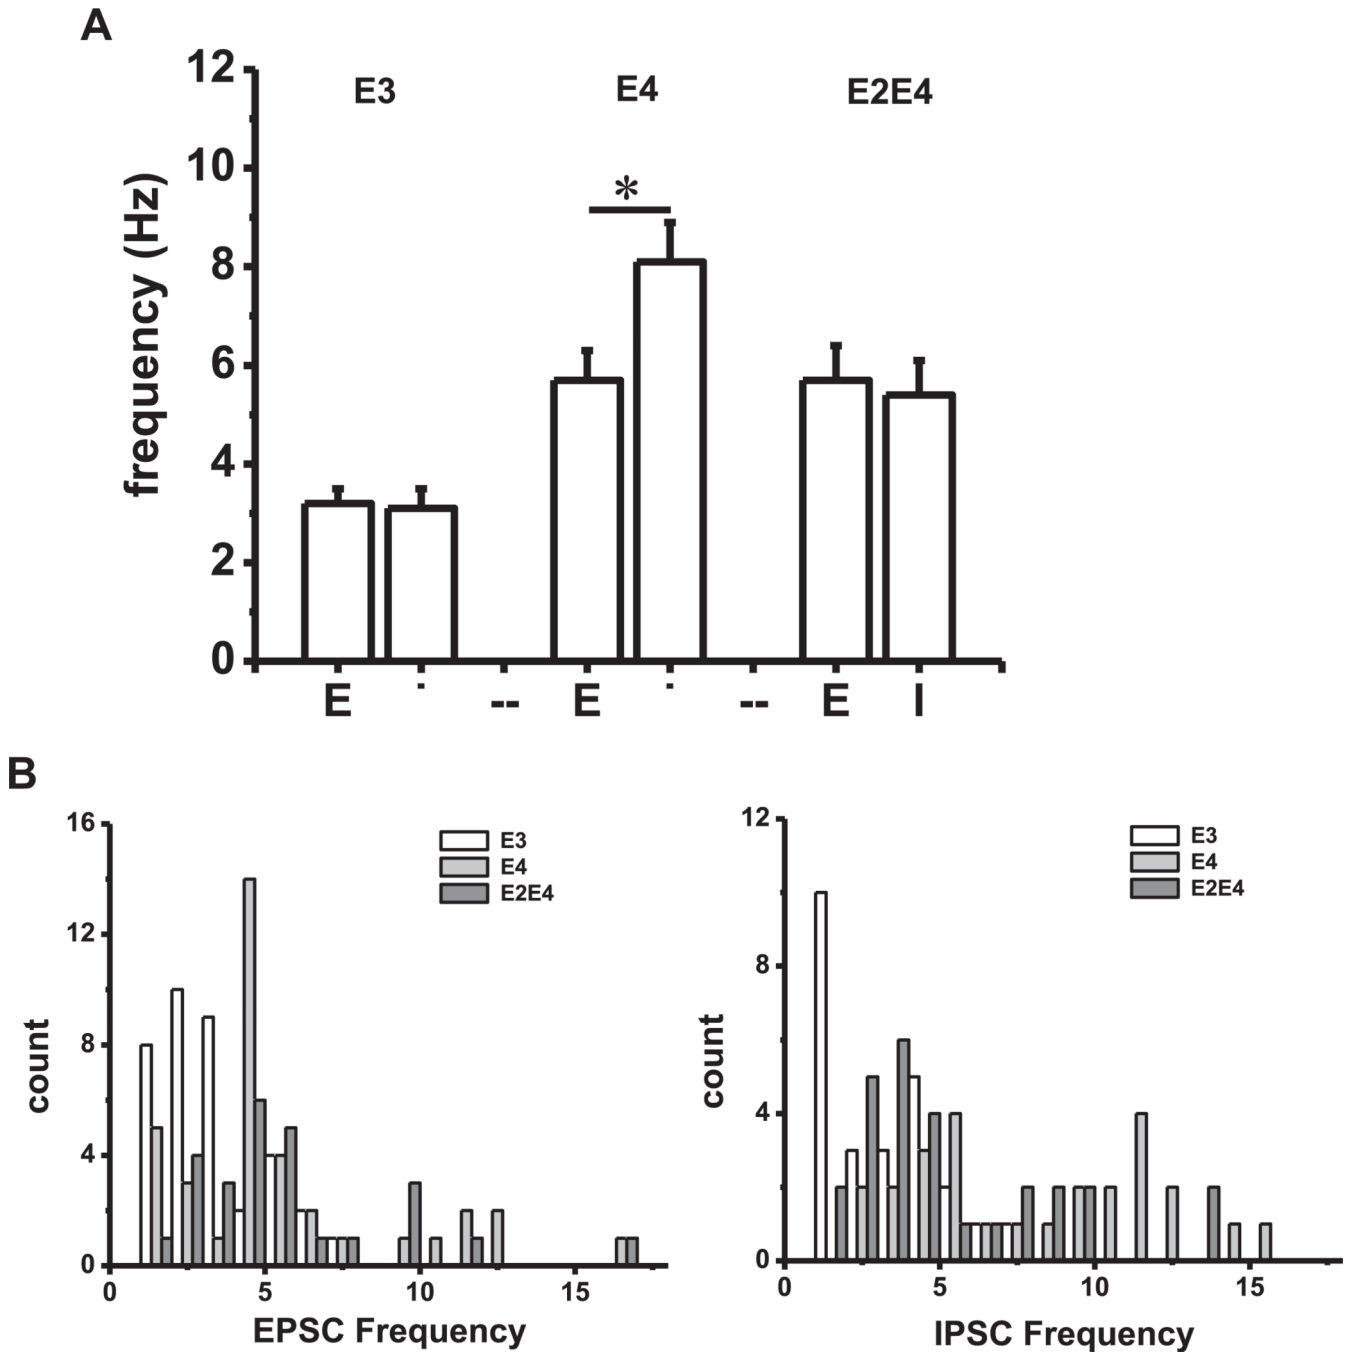 A
E3 E4 E2E4
*
12
10
8
6
4
2
0
frequency (Hz)
E - -- E - -- E I
B
16
12
8
4
0
count
0 5 10 15
EPSC Frequency
E3
E4
E2E4
12
8
4
0
count
0 5 10 15
IPSC Frequency
E3
E4
E2E4